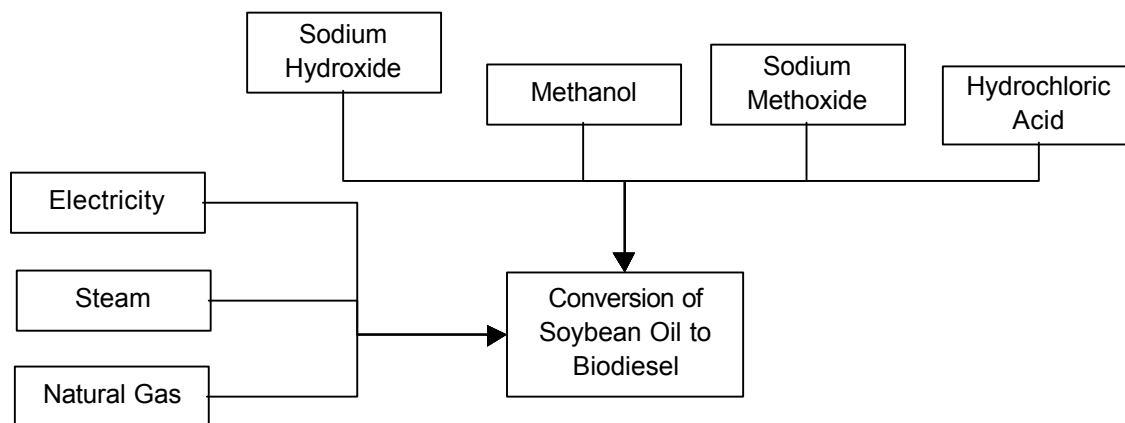 Sodium
Hydroxide
Methanol
Sodium
Methoxide
Hydrochloric
Acid
Electricity
Steam
Natural Gas
Conversion of
Soybean Oil to
Biodiesel